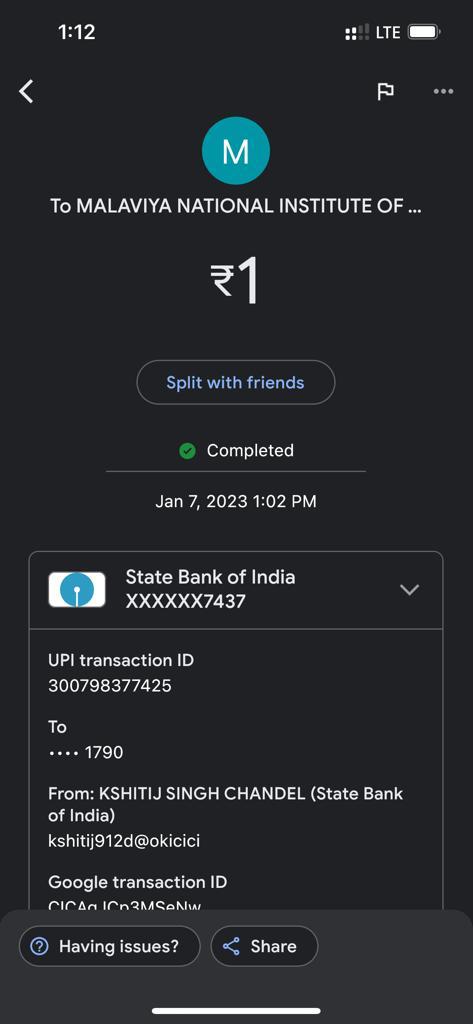 1:12
LTE
M
To MALAVIYA NATIONAL INSTITUTE OF ...
₹1
Split with friends
Completed
Jan 7, 2023 1:02 PM
State Bank of India
XXXXXX7437
UPI transaction ID
300798377425
To
•••• 1790
From: KSHITIJ SINGH CHANDEL (State Bank
of India)
kshitij912d@okicici
Google transaction ID
Having issues?
Share